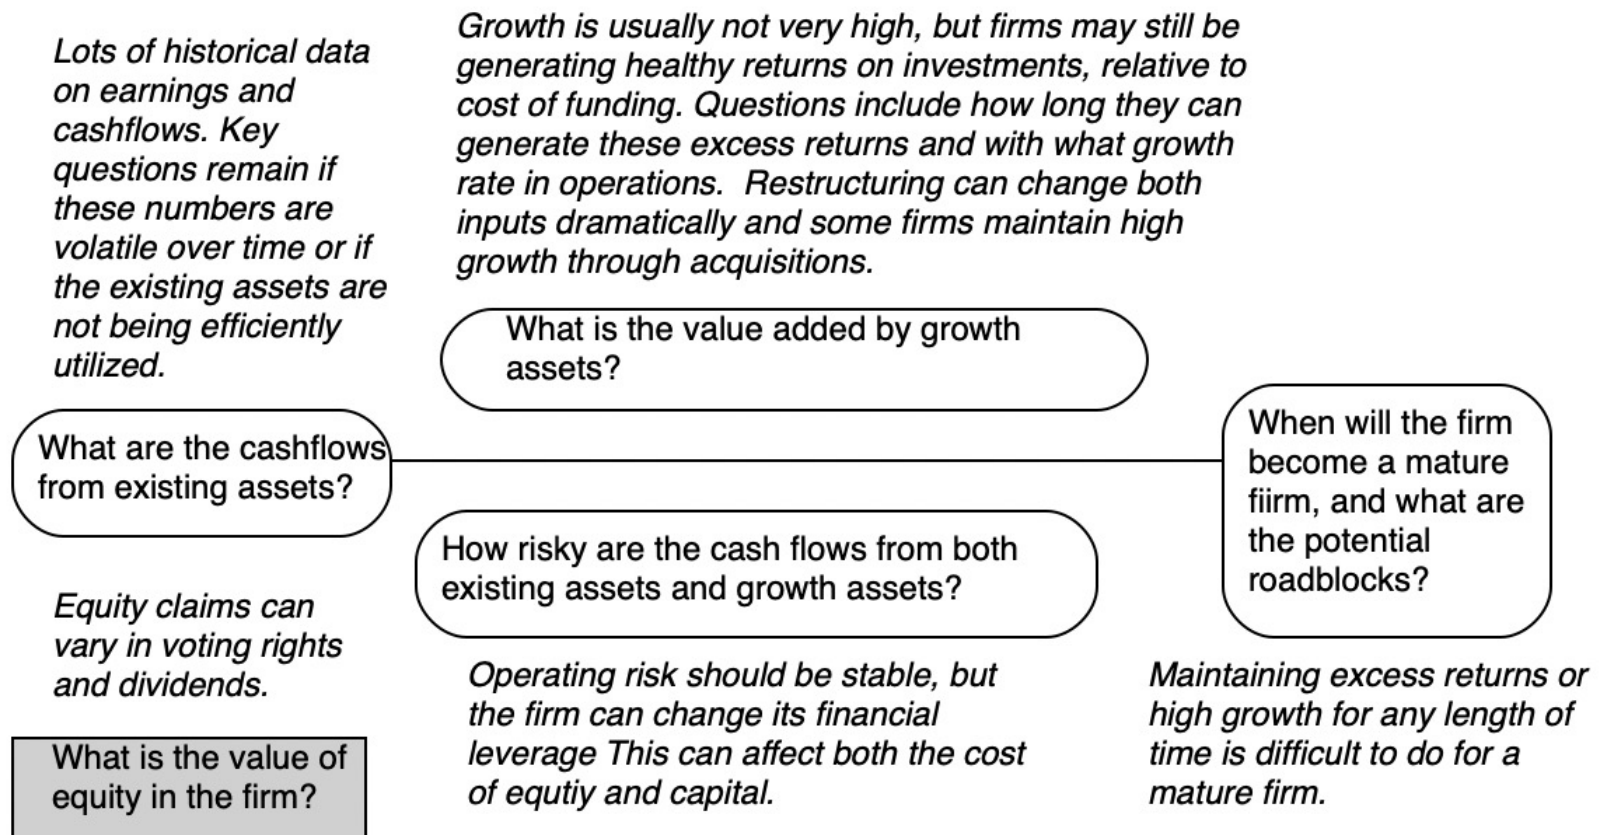 Lots of historical data
on earnings and
cashflows. Key
questions remain if
these numbers are
volatile over time or if
the existing assets are
not being efficiently
utilized.
Growth is usually not very high, but firms may still be
generating healthy returns on investments, relative to
cost of funding. Questions include how long they can
generate these excess returns and with what growth
rate in operations.  Restructuring can change both
inputs dramatically and some firms maintain high
growth through acquisitions.
What is the value added by growth
assets?
What are the cashflows
from existing assets?
When will the firm
become a mature
fiirm, and what are
the potential
roadblocks?
How risky are the cash flows from both
existing assets and growth assets?
Equity claims can
vary in voting rights
and dividends.
Operating risk should be stable, but
the firm can change its financial
leverage This can affect both the cost
of equtiy and capital.
Maintaining excess returns or
high growth for any length of
time is difficult to do for a
mature firm.
What is the value of
equity in the firm?